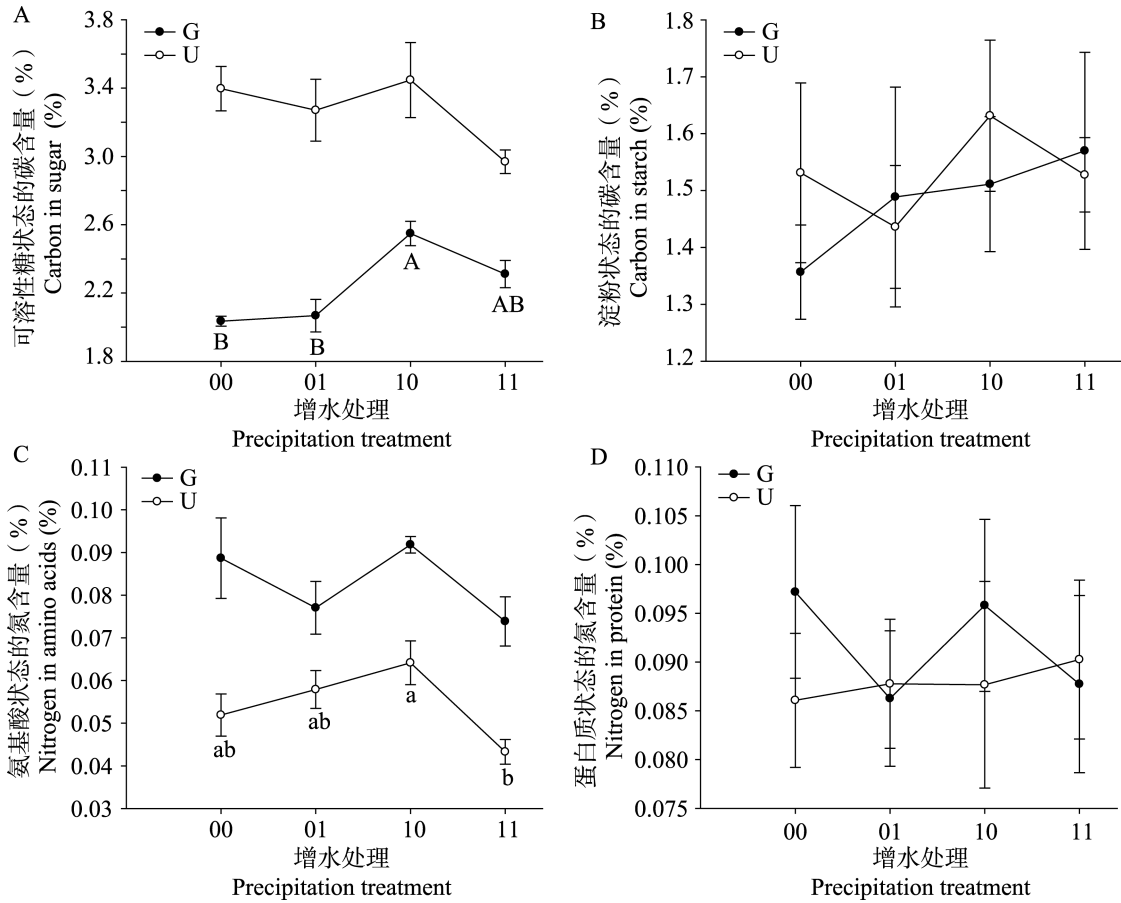 A
可溶性糖状态的碳含量（%）
Carbon in sugar (%)
3.8
3.4
3.0
2.6
2.2
1.8
G
U
B
B
A
AB
00
01
10
11
增水处理
Precipitation treatment
B
淀粉状态的碳含量（%）
Carbon in starch (%)
1.8
1.7
1.6
1.5
1.4
1.3
1.2
G
U
00
01
10
11
增水处理
Precipitation treatment
C
氨基酸状态的氮含量（%）
Nitrogen in amino acids (%)
0.11
0.10
0.09
0.08
0.07
0.06
0.05
0.04
0.03
G
U
ab
ab
a
b
00
01
10
11
增水处理
Precipitation treatment
D
蛋白质状态的氮含量（%）
Nitrogen in protein (%)
0.110
0.105
0.100
0.095
0.090
0.085
0.080
0.075
G
U
00
01
10
11
增水处理
Precipitation treatment